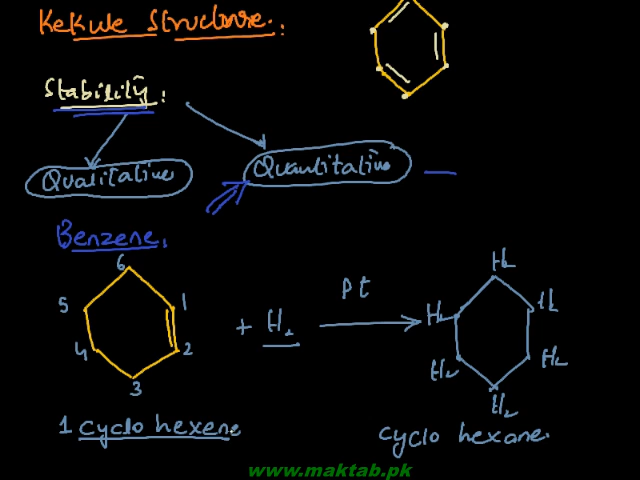 Kekule Structure:
Stability:
Qualitative
Quantitative
Benzene.
6
5
1
4
2
3
+ H₂
Pt
H₂
H₂
H₂
H₂
H₂
H₂
1 cyclo hexene
cyclo hexane.
www.maktab.pk